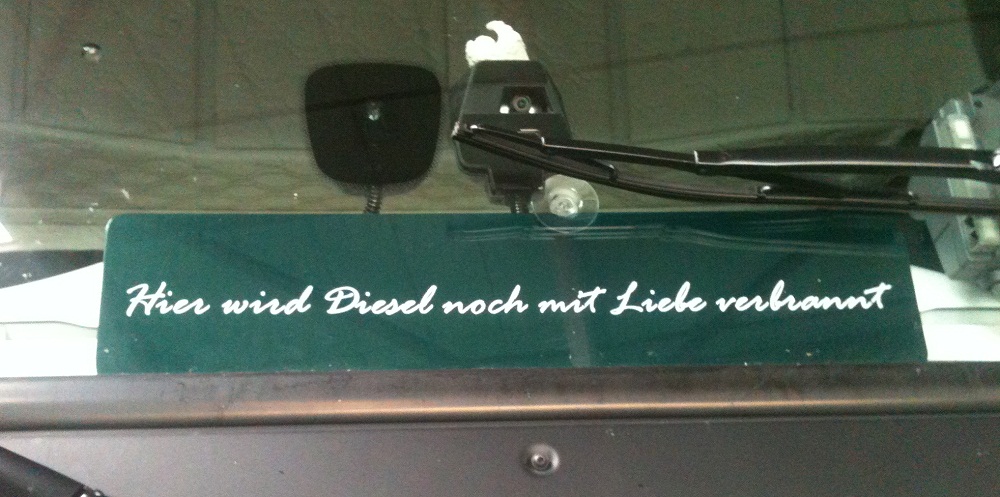 Hier wird Diesel noch mit Liebe verbrannt